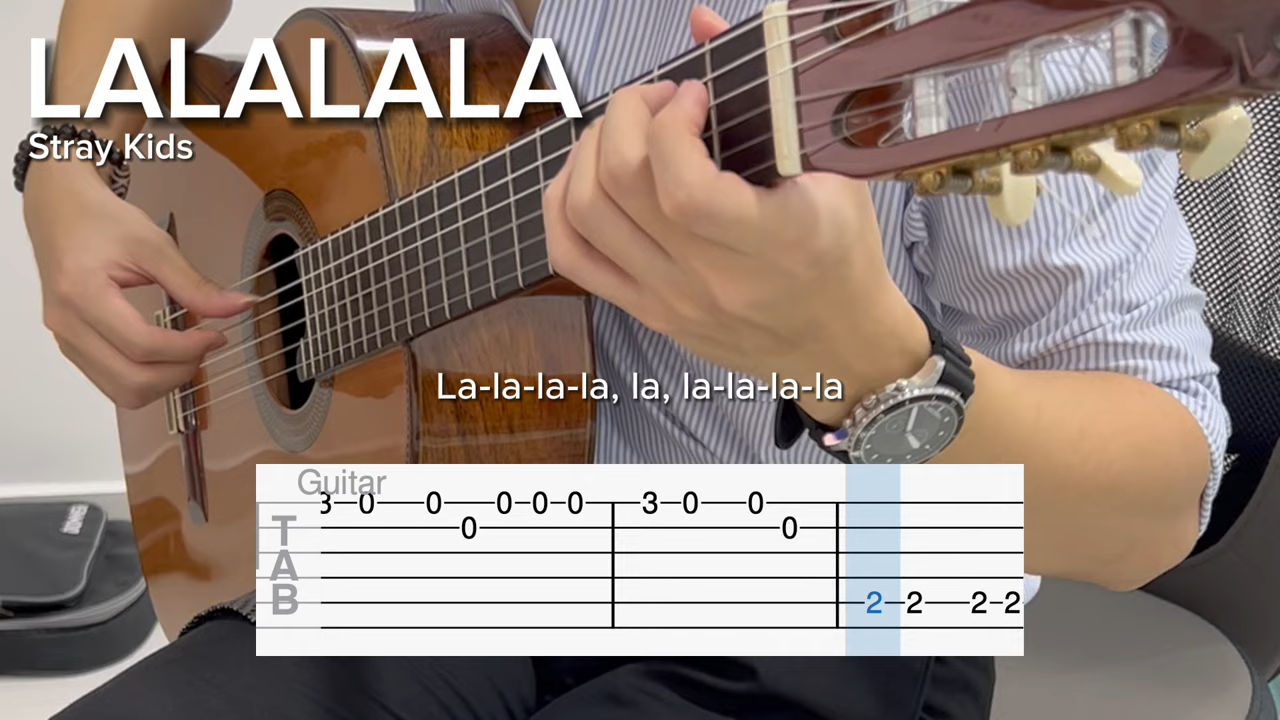 LALALALA
Stray Kids
La-la-la-la, la, la-la-la-la
Guitar
3 0 0 0 0 0 3 0 0
T 0 0
A
B 2 2 2 2